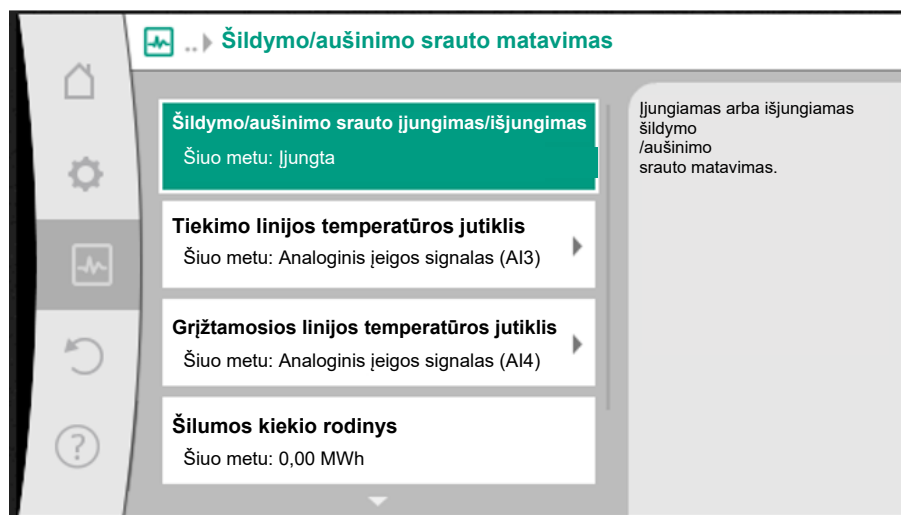 .. Šildymo/aušinimo srauto matavimas
Šildymo/aušinimo srauto įjungimas/išjungimas
Šiuo metu: Įjungta
Tiekimo linijos temperatūros jutiklis
Šiuo metu: Analoginis įeigos signalas (AI3)
Grįžtamosios linijos temperatūros jutiklis
Šiuo metu: Analoginis įeigos signalas (AI4)
Šilumos kiekio rodinys
Šiuo metu: 0,00 MWh
Įjungiamas arba išjungiamas
šildymo
/aušinimo
srauto matavimas.
?